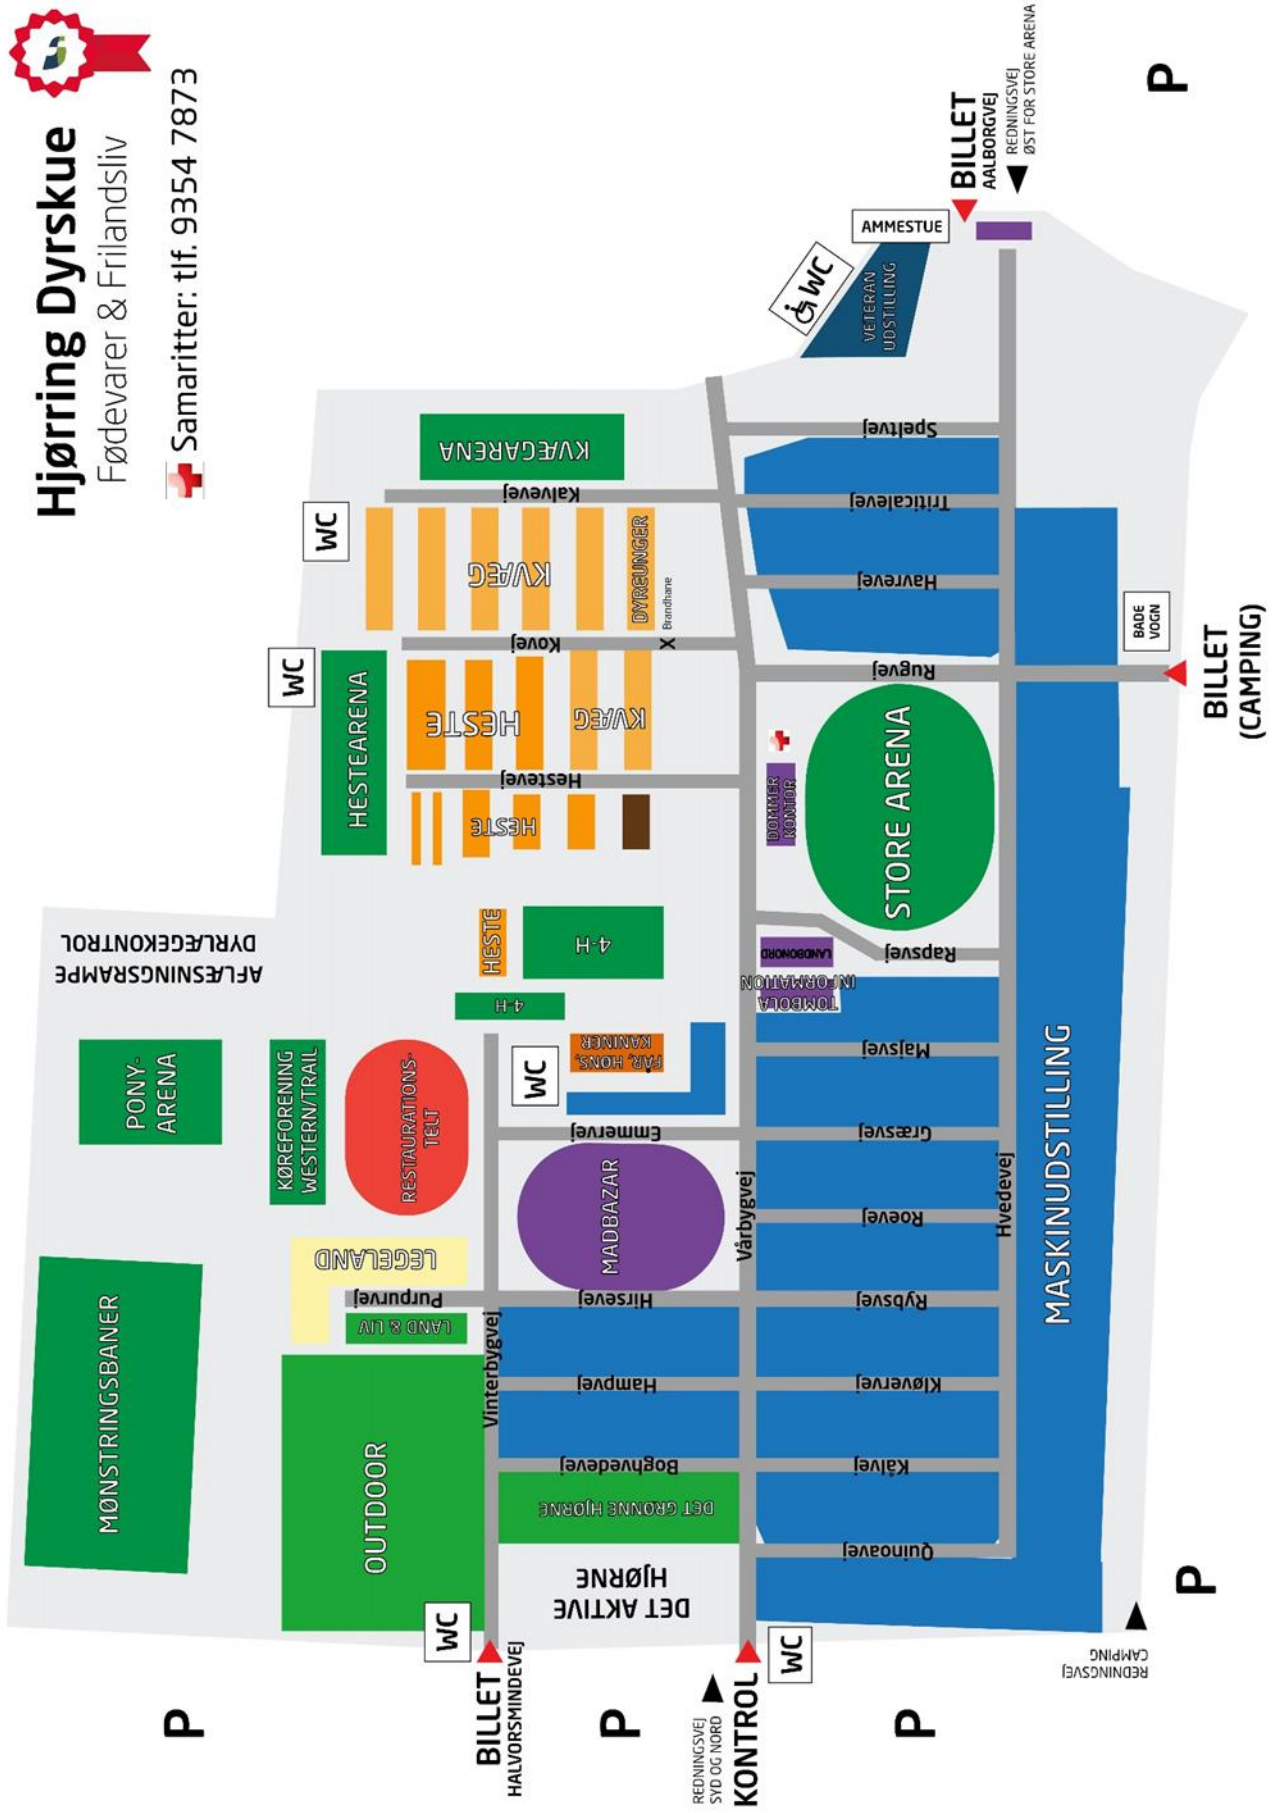 Hjørring Dyrskue
Fødevarer & Frilandsliv
Samaritter: tlf. 9354 7873
P
BILLET
AALBORGVEJ
REDNINGSVEJ
ØST FOR STORE ARENA
AMMESTUE
WC
VETERAN
UDSTILLING
KVÆGARENA
Speltvej
Kalvevej
Triticalevej
WC
KVÆG
DYREUNGER
Brandhane
X
Havrevej
BADE
VOGN
BILLET
(CAMPING)
Kovej
Rugvej
WC
HESTEARENA
HESTE
KVÆG
Hestevej
HESTE
DOMMER
KONTOR
STORE ARENA
AFLÆSNINGSRAMPE
DYRLÆGEKONTROL
HESTE
4-H
4-H
LANDBONORD
Rapsvej
TOMBOLA
INFORMATION
PONY-
ARENA
KØREFORENING
WESTERN/TRAIL
RESTAURATIONS-
TELT
WC
FÅR, HØNS,
KANINER
Majsvej
Emmervej
Græsvej
MASKINUDSTILLING
MADBAZAR
Vårbygvej
Roevej
Hvedevej
LEGELAND
Purpurvej
Hirsevej
Rybsvej
MØNSTRINGSBANER
LAND & LIV
Vinterbygvej
Hampvej
Kløvervej
OUTDOOR
Boghvedevej
Kålvej
DET GRØNNE HJØRNE
Quinoavej
DET AKTIVE
HJØRNE
P
WC
WC
REDNINGSVEJ
CAMPING
BILLET
HALVORSMINDEVEJ
REDNINGSVEJ
SYD OG NORD
KONTROL
P
P
P